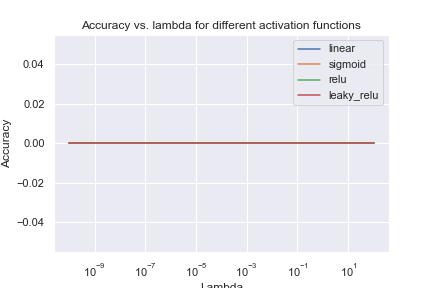 Accuracy vs. lambda for different activation functions
linear
sigmoid
relu
leaky_relu
0.04
0.02
0.00
−0.02
−0.04
Accuracy
10⁻⁹ 10⁻⁷ 10⁻⁵ 10⁻³ 10⁻¹ 10¹
Lambda